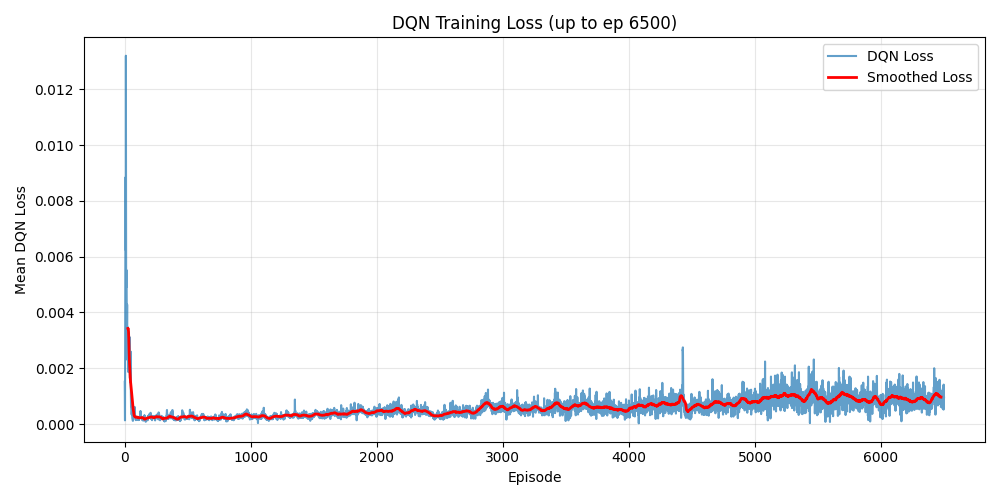 DQN Training Loss (up to ep 6500)
DQN Loss
Smoothed Loss
Mean DQN Loss
0.012
0.010
0.008
0.006
0.004
0.002
0.000
0 1000 2000 3000 4000 5000 6000
Episode